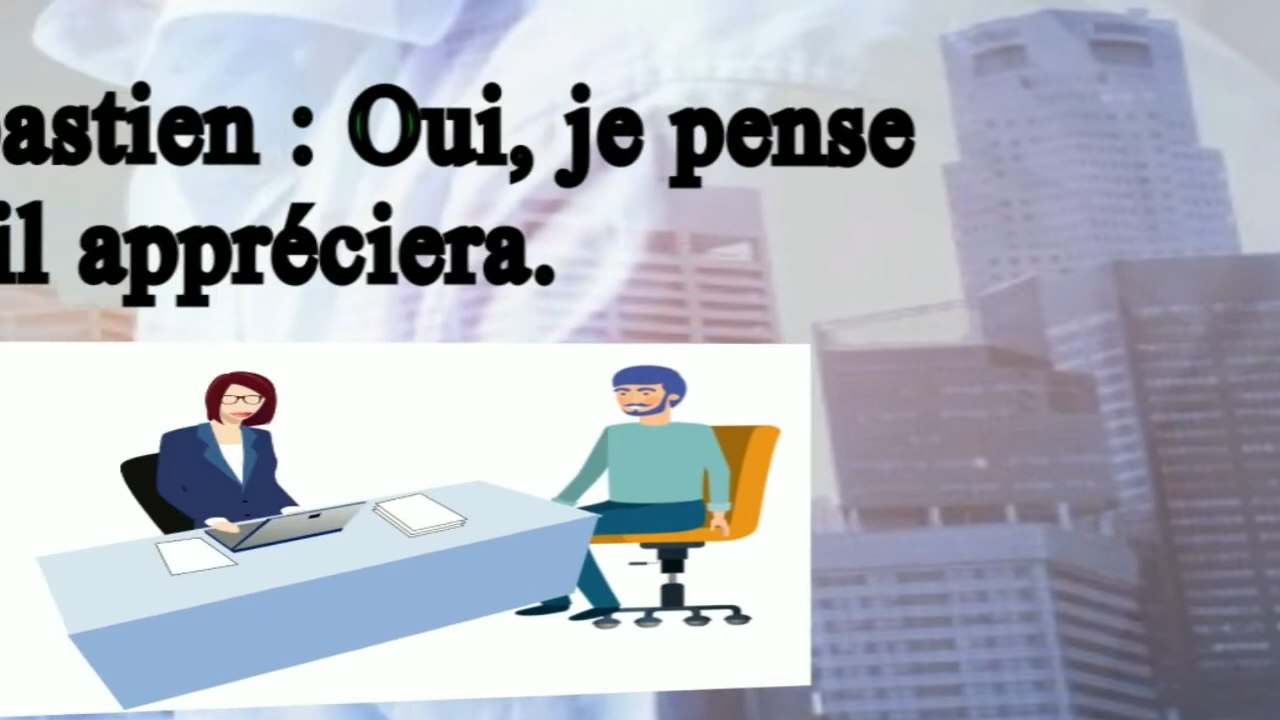 astien : Oui, je pense
il appréciera.